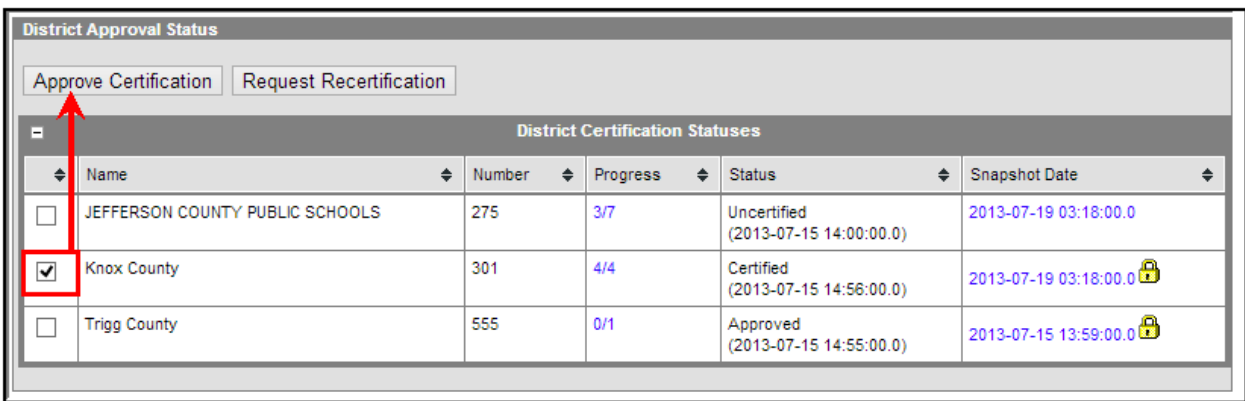 District Approval Status
Approve Certification Request Recertification
District Certification Statuses
Name Number Progress Status Snapshot Date
JEFFERSON COUNTY PUBLIC SCHOOLS 275 3/7 Uncertified 2013-07-19 03:18:00.0
(2013-07-15 14:00:00.0)
Knox County 301 4/4 Certified 2013-07-19 03:18:00.0
(2013-07-15 14:56:00.0)
Trigg County 555 0/1 Approved 2013-07-15 13:59:00.0
(2013-07-15 14:55:00.0)